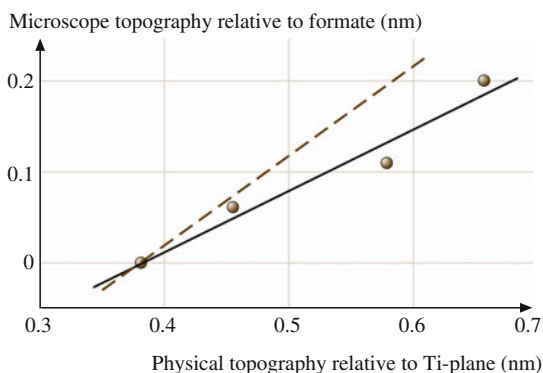 Microscope topography relative to formate (nm)
0.2
0.1
0
0.3 0.4 0.5 0.6 0.7
Physical topography relative to Ti-plane (nm)